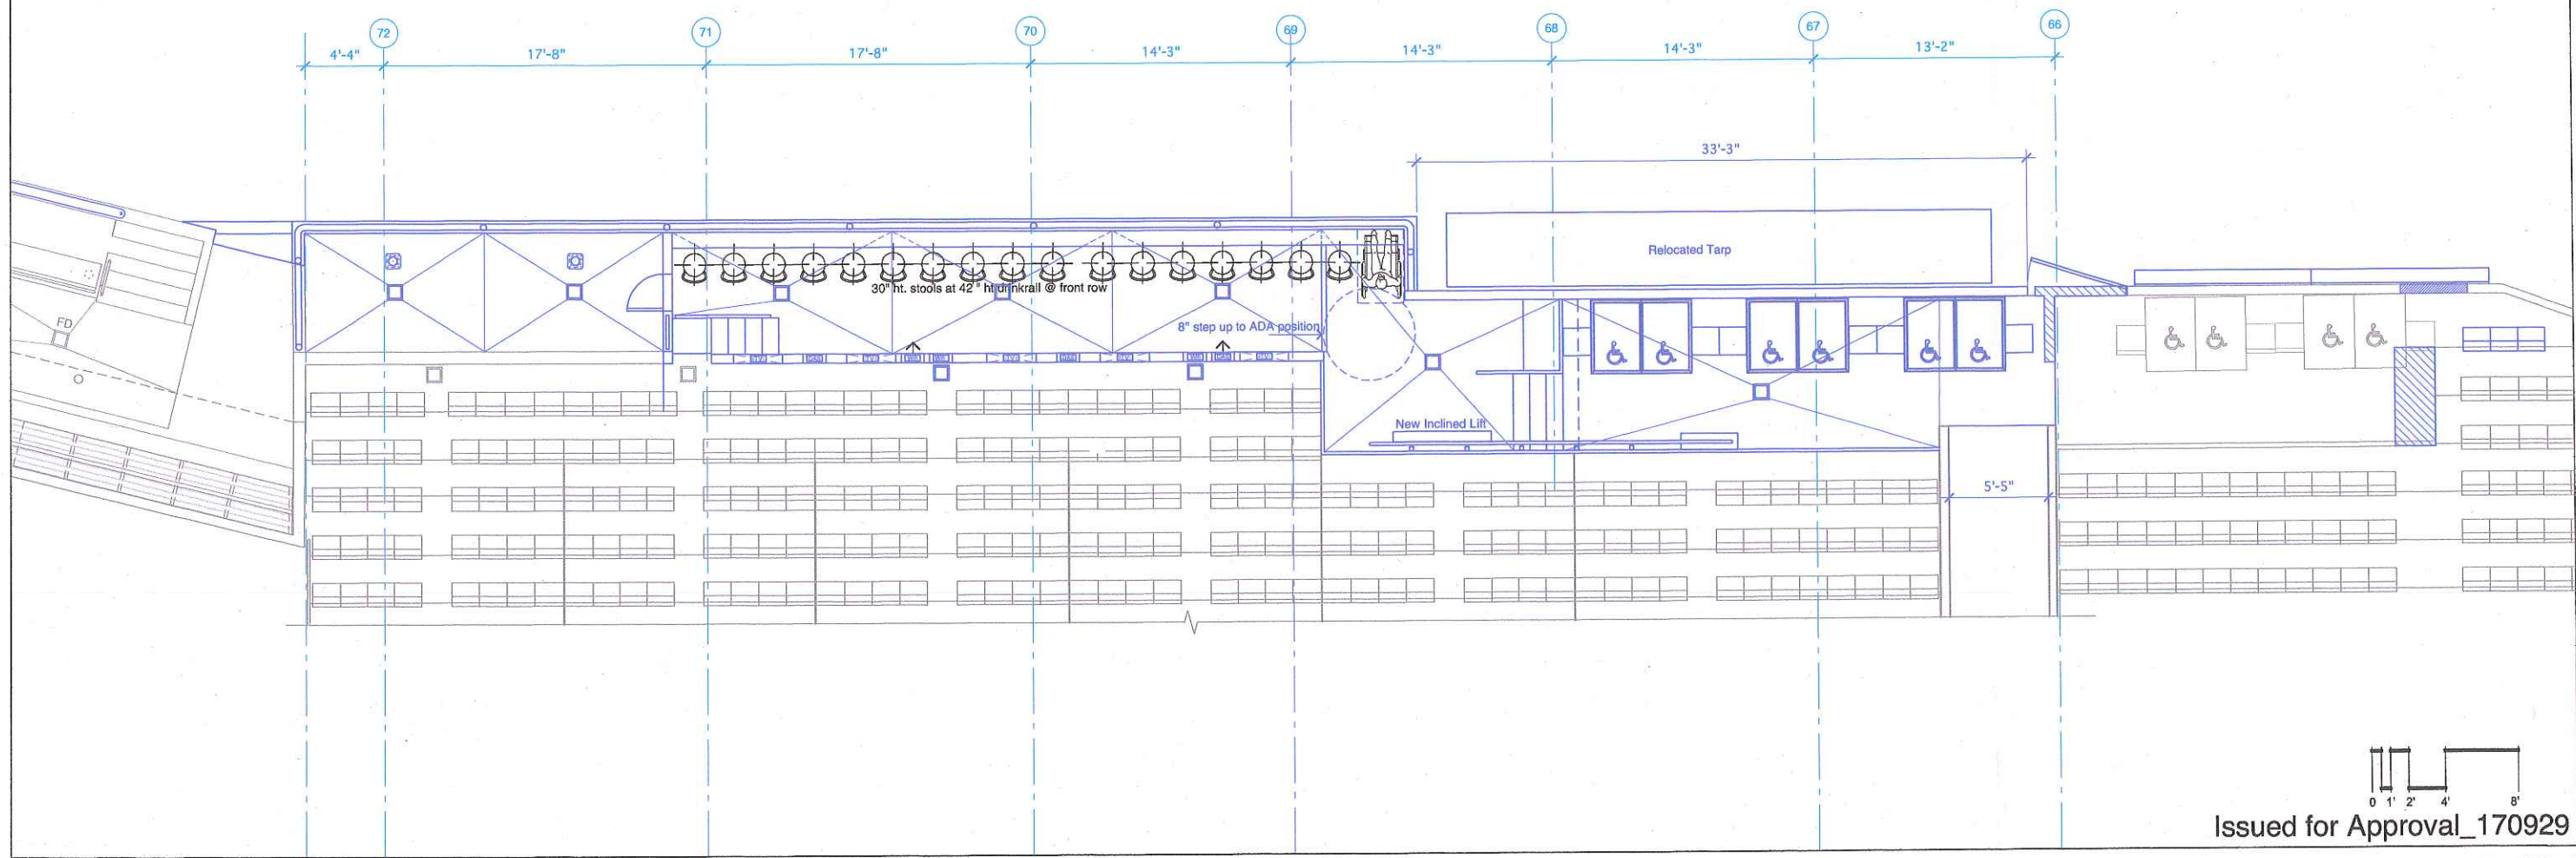 72
71
70
69
68
67
66
4'-4"
17'-8"
17'-8"
14'-3"
14'-3"
14'-3"
13'-2"
33'-3"
Relocated Tarp
30" ht. stools at 42 " ht drinkrail @ front row
8" step up to ADA position
FD
New Inclined Lift
5'-5"
0 1' 2' 4' 8'
Issued for Approval_170929